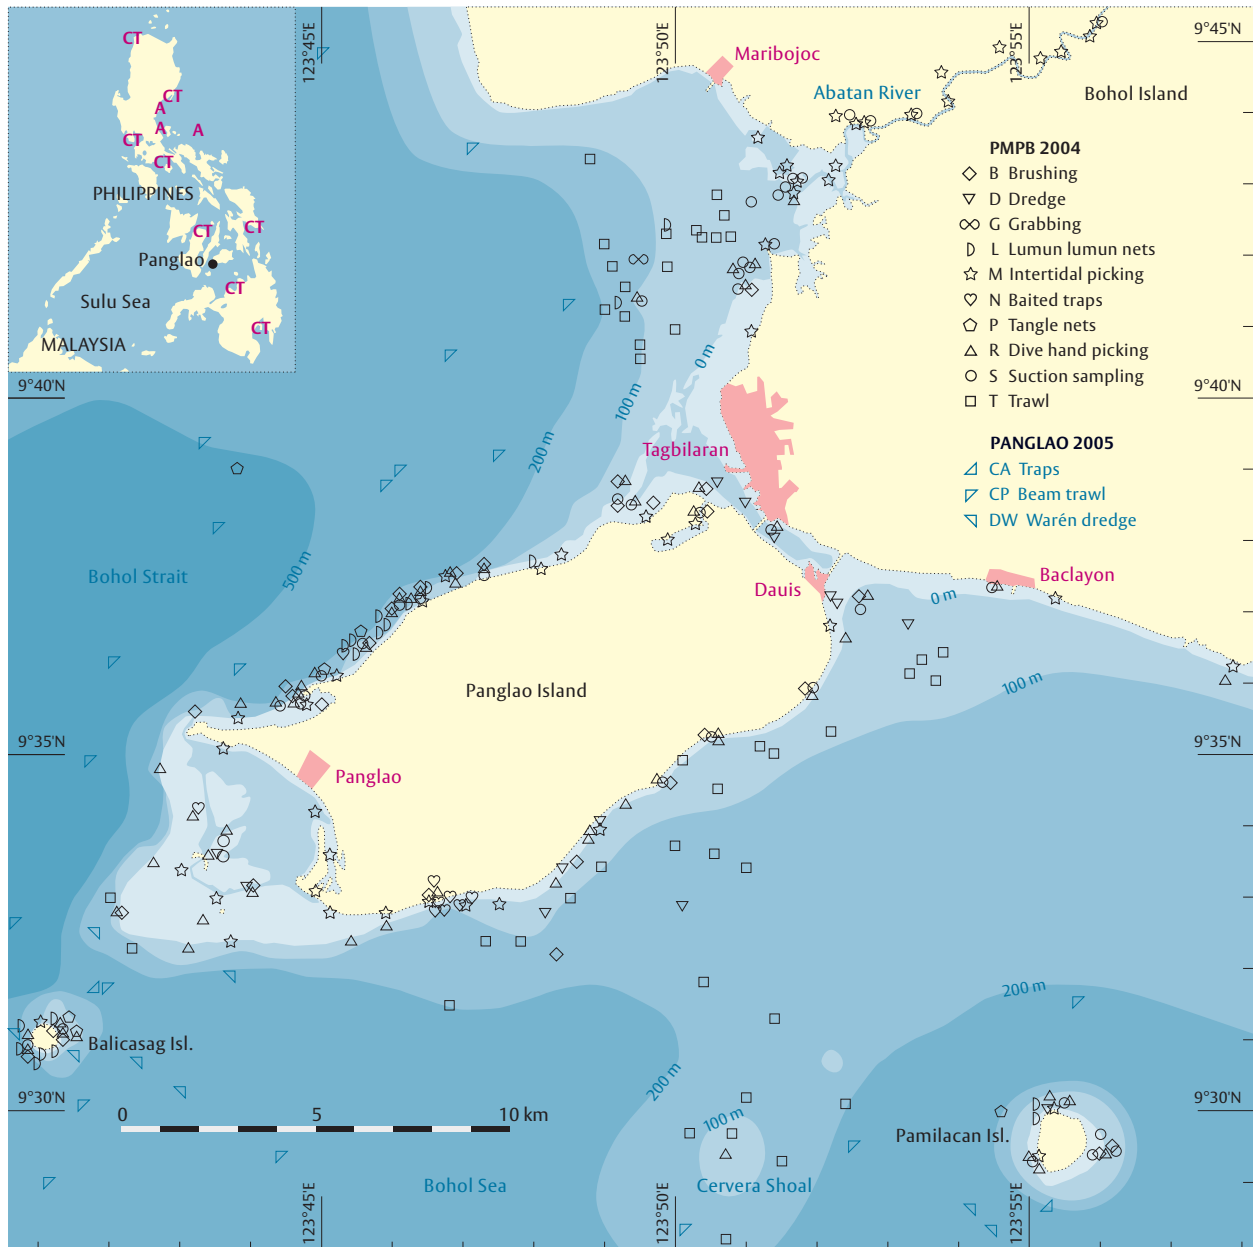 CT
CT
A
A
A
CT
CT
PHILIPPINES
CT
CT
Panglao
CT
Sulu Sea
CT
MALAYSIA
123°45'E
123°50'E
123°55'E
9°45'N
Maribojoc
Abatan River
Bohol Island
PMPB 2004
B Brushing
D Dredge
G Grabbing
L Lumun lumun nets
M Intertidal picking
N Baited traps
P Tangle nets
R Dive hand picking
S Suction sampling
T Trawl
PANGLAO 2005
CA Traps
CP Beam trawl
DW Warén dredge
0 m
100 m
200 m
9°40'N
9°40'N
Tagbilaran
500 m
Bohol Strait
Dauis
Baclayon
0 m
100 m
Panglao Island
9°35'N
9°35'N
Panglao
200 m
Balicasag Isl.
200 m
9°30'N
9°30'N
0 5 10 km
100 m
Pamilacan Isl.
Bohol Sea
Cervera Shoal
123°45'E
123°50'E
123°55'E